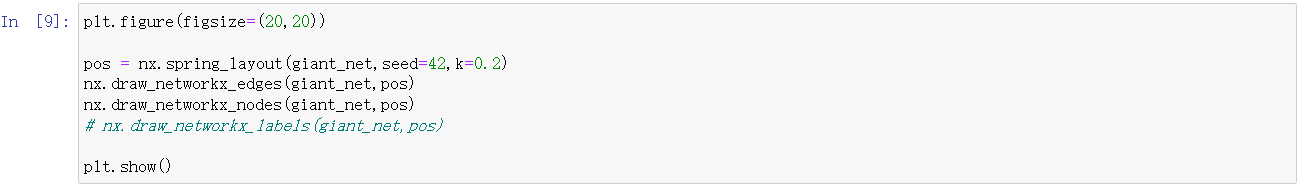 In [9]: plt.figure(figsize=(20,20))
pos = nx.spring_layout(giant_net,seed=42,k=0.2)
nx.draw_networkx_edges(giant_net,pos)
nx.draw_networkx_nodes(giant_net,pos)
# nx.draw_networkx_labels(giant_net,pos)
plt.show()